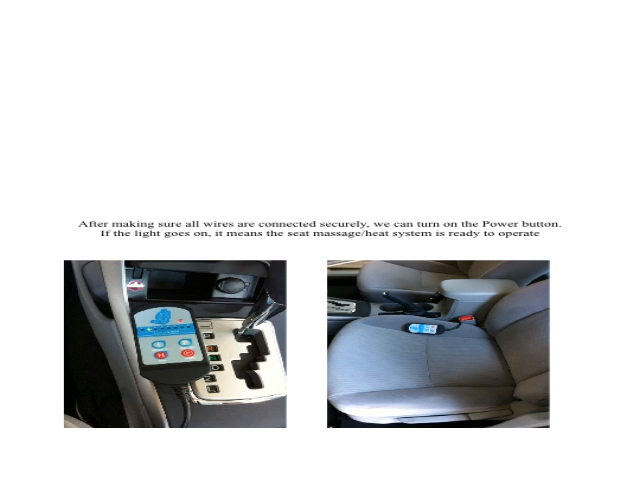 After making sure all wires are connected securely, we can turn on the Power button.
If the light goes on, it means the seat massage/heat system is ready to operate